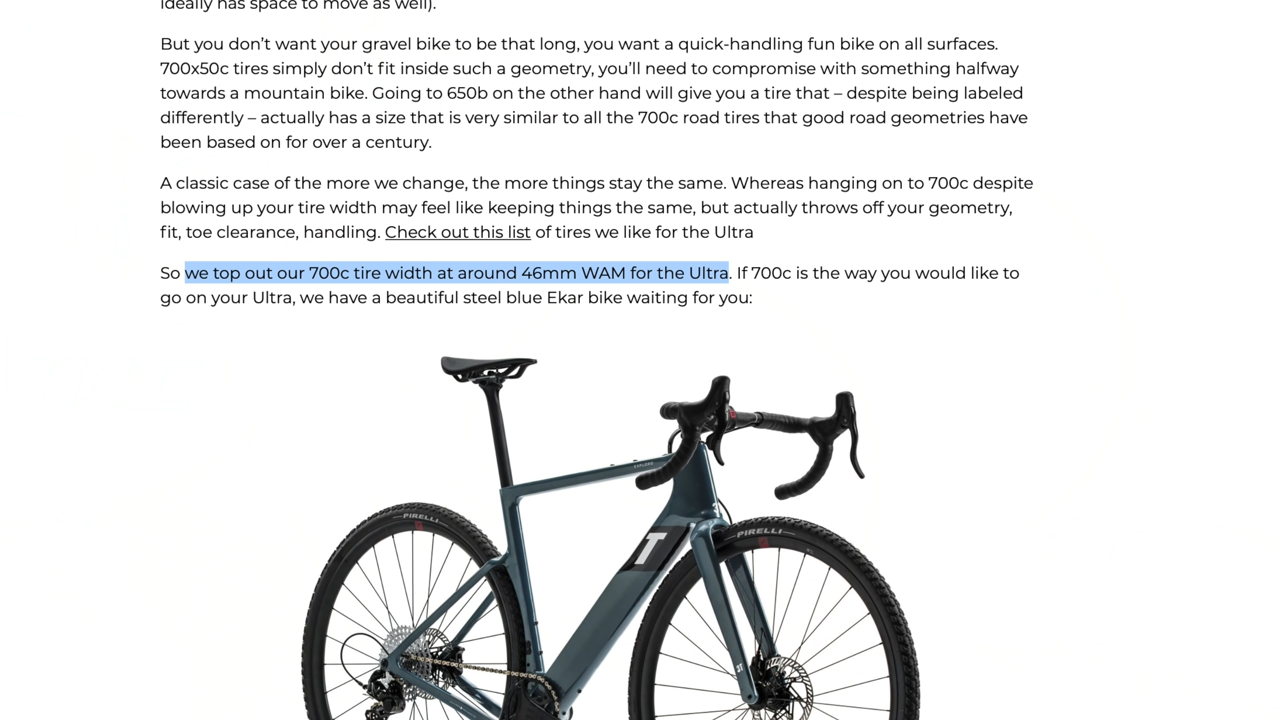 ideally has space to move as well).
But you don’t want your gravel bike to be that long, you want a quick-handling fun bike on all surfaces.
700x50c tires simply don’t fit inside such a geometry, you’ll need to compromise with something halfway
towards a mountain bike. Going to 650b on the other hand will give you a tire that – despite being labeled
differently – actually has a size that is very similar to all the 700c road tires that good road geometries have
been based on for over a century.
A classic case of the more we change, the more things stay the same. Whereas hanging on to 700c despite
blowing up your tire width may feel like keeping things the same, but actually throws off your geometry,
fit, toe clearance, handling. Check out this list of tires we like for the Ultra
So we top out our 700c tire width at around 46mm WAM for the Ultra. If 700c is the way you would like to
go on your Ultra, we have a beautiful steel blue Ekar bike waiting for you:
EXPLORO
PIRELLI
PIRELLI
T
3T